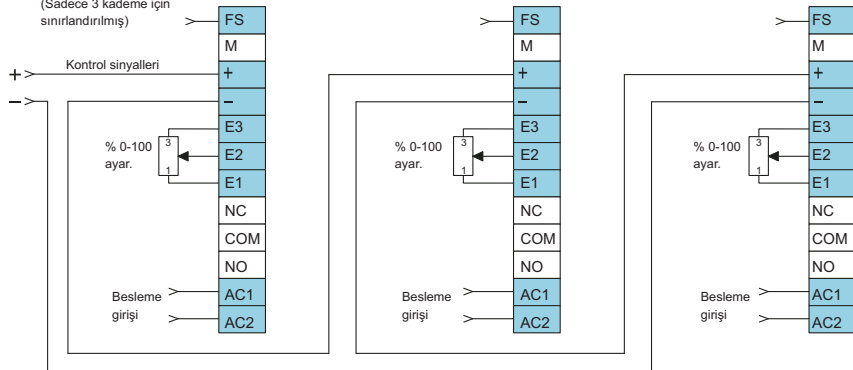 (Sadece 3 kademe için
sınırlandırılmış)
FS
M
+ Kontrol sinyalleri +
− −
E3
% 0-100 3 E2
ayar. 1 E1
NC
COM
NO
Besleme AC1
girişi AC2
FS
M
+
−
E3
% 0-100 3 E2
ayar. 1 E1
NC
COM
NO
Besleme AC1
girişi AC2
FS
M
+
−
E3
% 0-100 3 E2
ayar. 1 E1
NC
COM
NO
Besleme AC1
girişi AC2